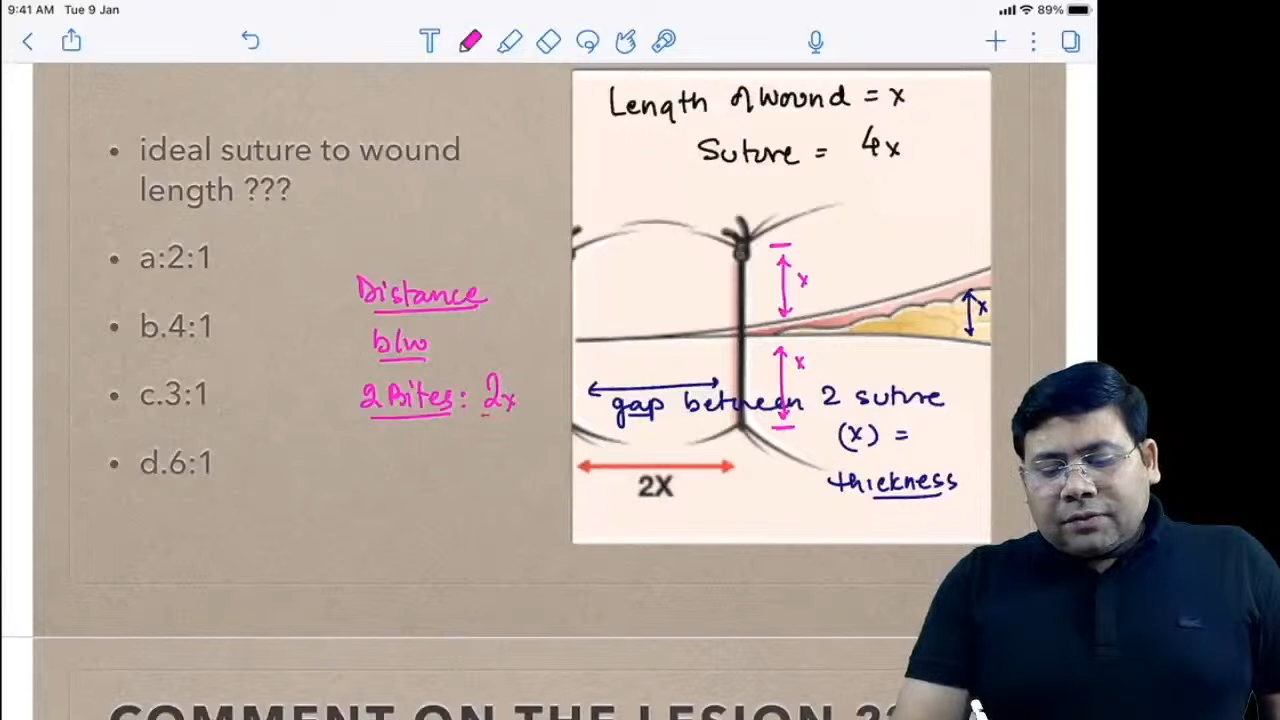 9:41 AM Tue 9 Jan
89%
T
Length of wound = x
Suture = 4x
• ideal suture to wound
length ???
• a:2:1
• b.4:1
• c.3:1
• d.6:1
Distance
b/w
2 Bites: 2x
x
x
x
gap between 2 suture
(x) =
thickness
2X
COMMENT ON THE LESION ??